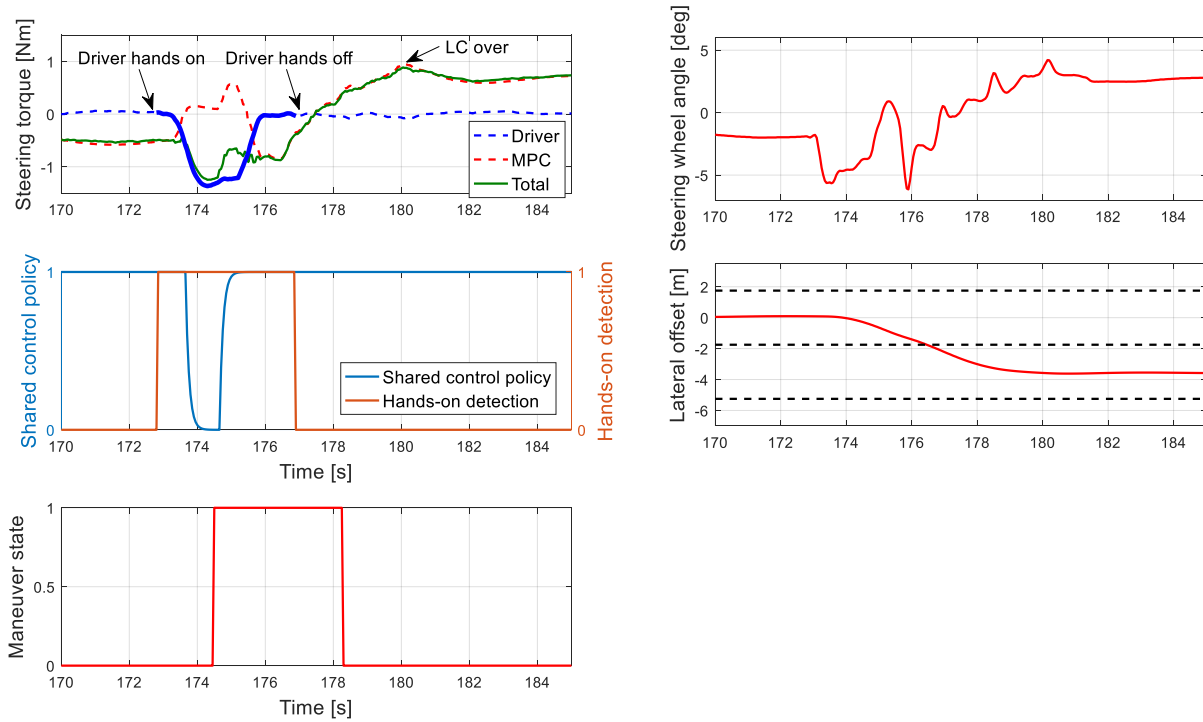 Steering torque [Nm]
1
0
-1
Driver hands on
Driver hands off
LC over
Driver
MPC
Total
170 172 174 176 178 180 182 184
Shared control policy
1
0
Shared control policy
Hands-on detection
1
0
Hands-on detection
170 172 174 176 178 180 182 184
Time [s]
Maneuver state
1
0.5
0
170 172 174 176 178 180 182 184
Time [s]
Steering wheel angle [deg]
5
0
-5
170 172 174 176 178 180 182 184
Lateral offset [m]
2
0
-2
-4
-6
170 172 174 176 178 180 182 184